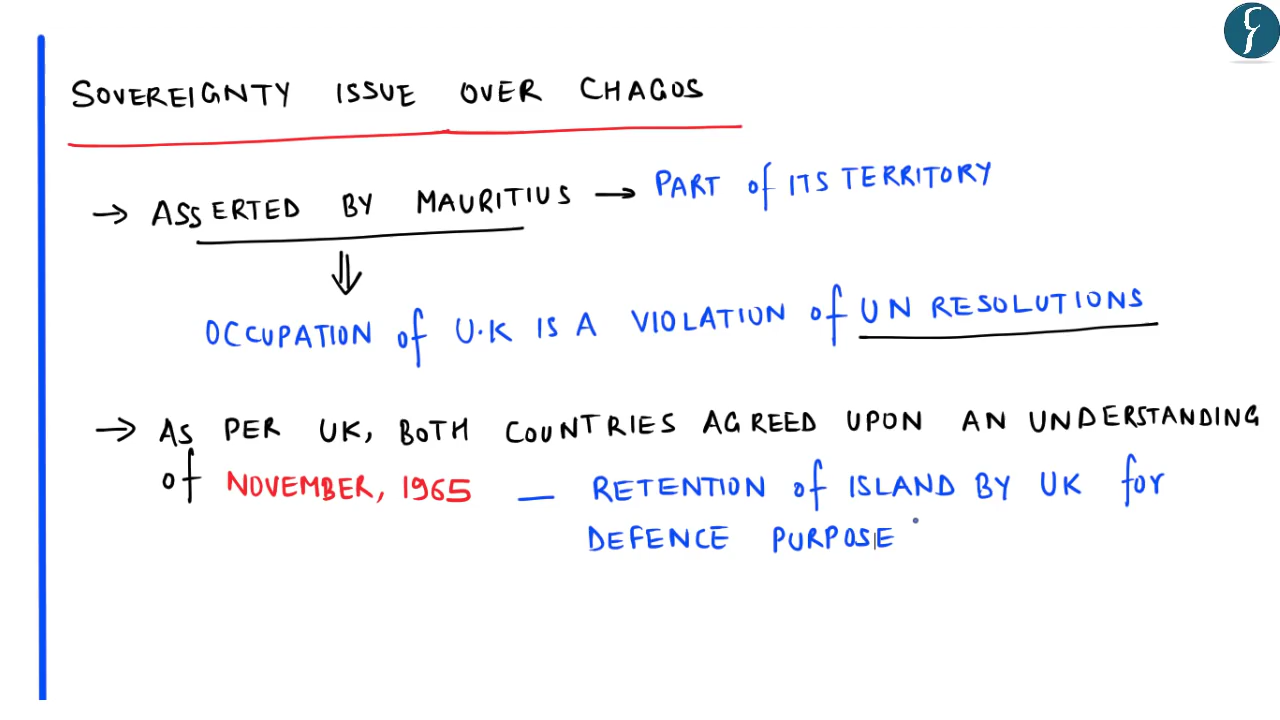 SOVEREIGNTY ISSUE OVER CHAGOS
→ ASSERTED BY MAURITIUS → PART of ITS TERRITORY
⇓
OCCUPATION of U.K IS A VIOLATION of UN RESOLUTIONS
→ AS PER UK, BOTH COUNTRIES AGREED UPON AN UNDERSTANDING
of NOVEMBER, 1965 — RETENTION of ISLAND BY UK for
DEFENCE PURPOSE